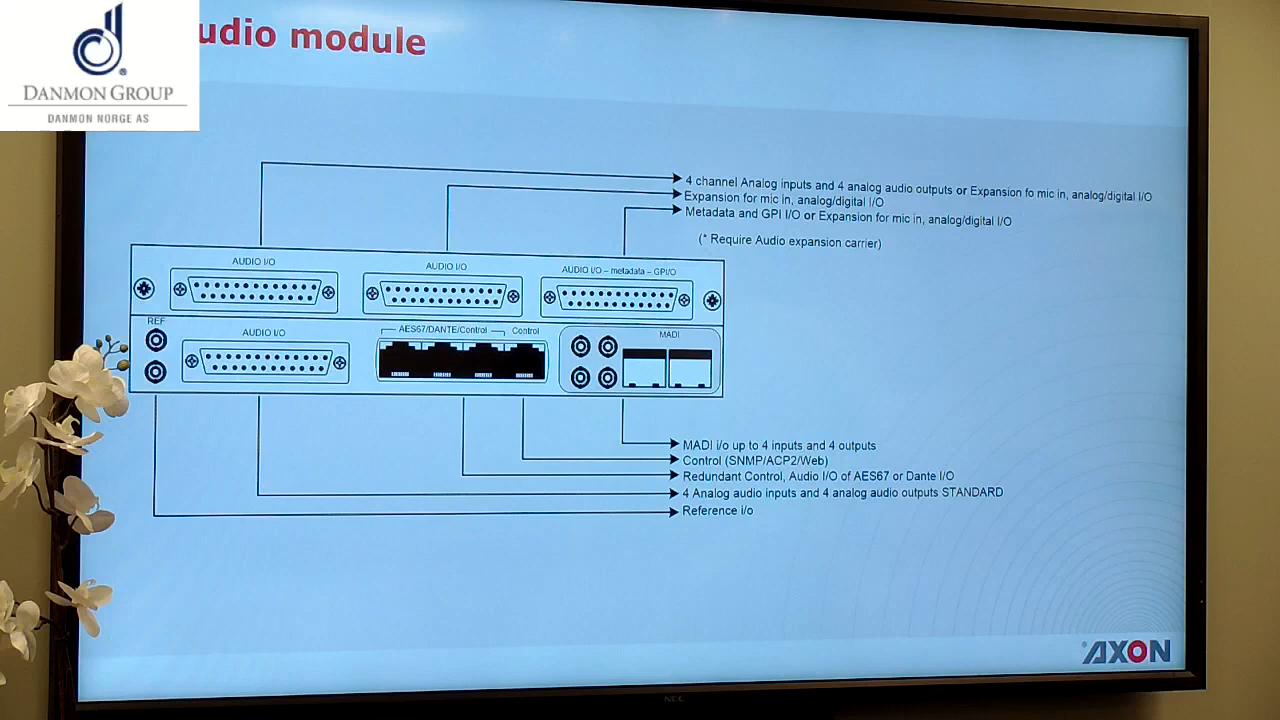 DANMON GROUP
DANMON NORGE AS
udio module
4 channel Analog inputs and 4 analog audio outputs or Expansion fo mic in, analog/digital I/O
Expansion for mic in, analog/digital I/O
Metadata and GPI I/O or Expansion for mic in, analog/digital I/O
(* Require Audio expansion carrier)
AUDIO I/O
AUDIO I/O
AUDIO I/O – metadata – GPI/O
REF
AUDIO I/O
AES67/DANTE/Control
Control
MADI
MADI i/o up to 4 inputs and 4 outputs
Control (SNMP/ACP2/Web)
Redundant Control, Audio I/O of AES67 or Dante I/O
4 Analog audio inputs and 4 analog audio outputs STANDARD
Reference i/o
AXON
NEC